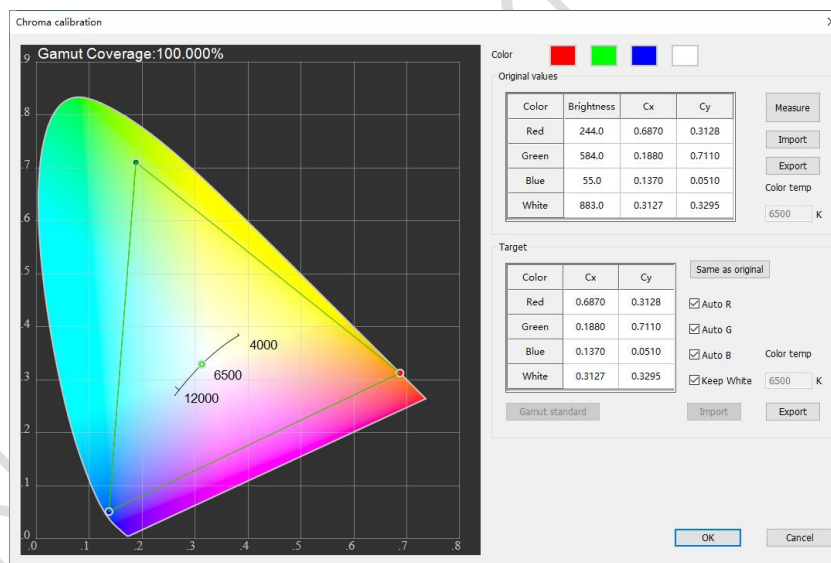 Chroma calibration
Gamut Coverage:100.000%
.9
.8
.7
.6
.5
.4
.3
.2
.1
.0
.0 .1 .2 .3 .4 .5 .6 .7 .8
4000
6500
12000
Color
Original values
Color Brightness Cx Cy
Red 244.0 0.6870 0.3128
Green 584.0 0.1880 0.7110
Blue 55.0 0.1370 0.0510
White 883.0 0.3127 0.3295
Measure
Import
Export
Color temp
6500 K
Target
Color Cx Cy
Red 0.6870 0.3128
Green 0.1880 0.7110
Blue 0.1370 0.0510
White 0.3127 0.3295
Same as original
Auto R
Auto G
Auto B
Keep White
Color temp
6500 K
Gamut standard
Import
Export
OK
Cancel